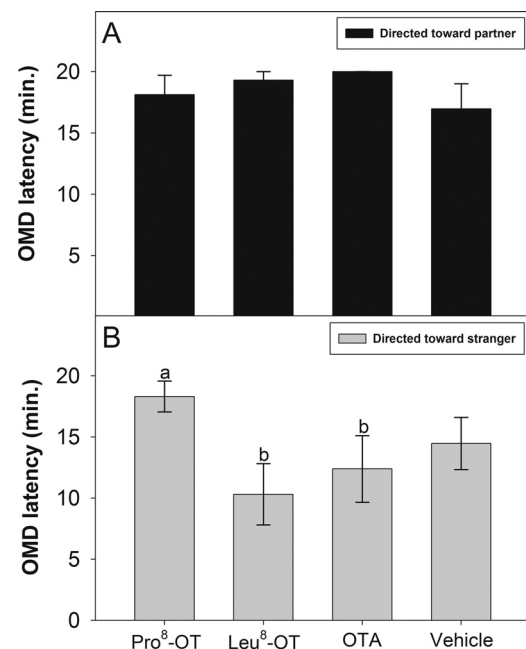 A
Directed toward partner
OMD latency (min.)
20
15
10
5
B
Directed toward stranger
OMD latency (min.)
20
15
10
5
0
a
b
b
Pro⁸-OT Leu⁸-OT OTA Vehicle